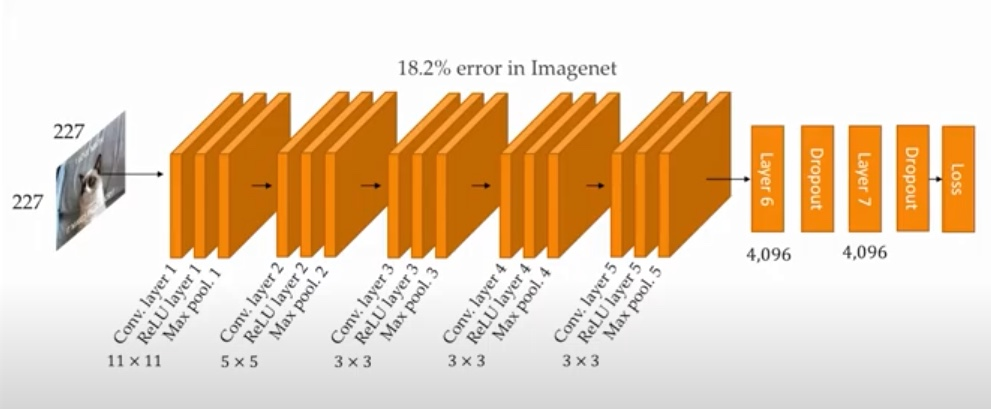 18.2% error in Imagenet
227
227
Conv. layer 1
ReLU layer 1
Max pool. 1
11 × 11
Conv. layer 2
ReLU layer 2
Max pool. 2
5 × 5
Conv. layer 3
ReLU layer 3
Max pool. 3
3 × 3
Conv. layer 4
ReLU layer 4
Max pool. 4
3 × 3
Conv. layer 5
ReLU layer 5
Max pool. 5
3 × 3
Layer 6
4,096
Dropout
Layer 7
4,096
Dropout
Loss